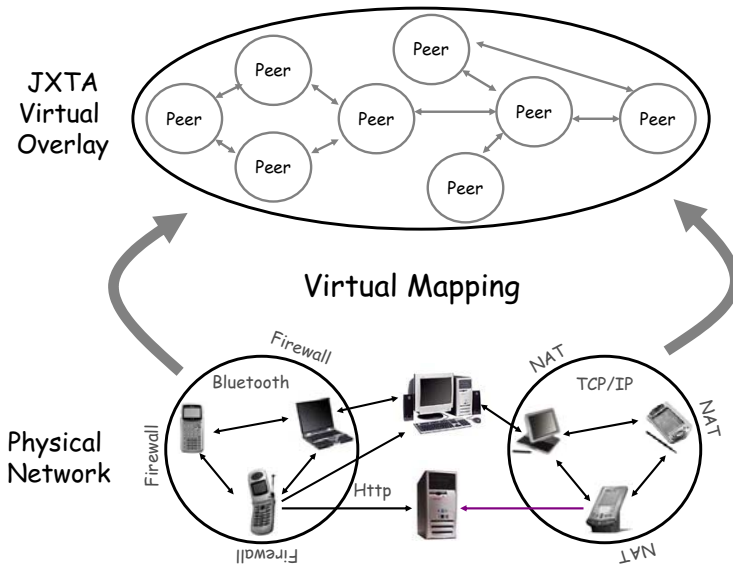 JXTA
Virtual
Overlay
Peer
Peer
Peer
Peer
Peer
Peer
Peer
Peer
Virtual Mapping
Physical
Network
Firewall
Bluetooth
Firewall
Firewall
Http
NAT
TCP/IP
NAT
NAT